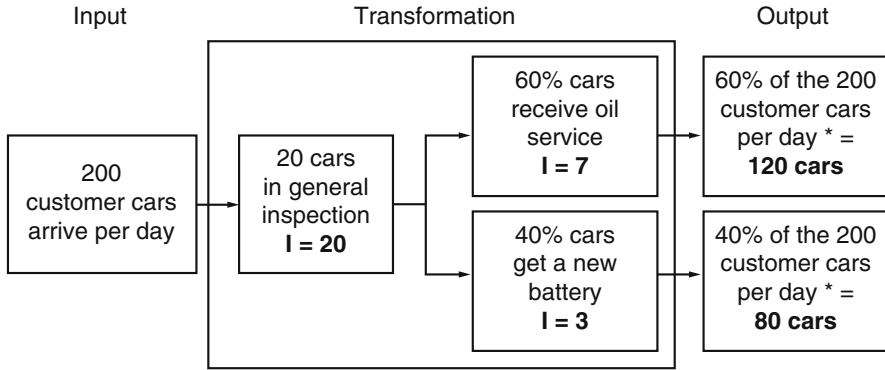 Input
Transformation
Output
200
customer cars
arrive per day
20 cars
in general
inspection
I = 20
60% cars
receive oil
service
I = 7
40% cars
get a new
battery
I = 3
60% of the 200
customer cars
per day * =
120 cars
40% of the 200
customer cars
per day * =
80 cars